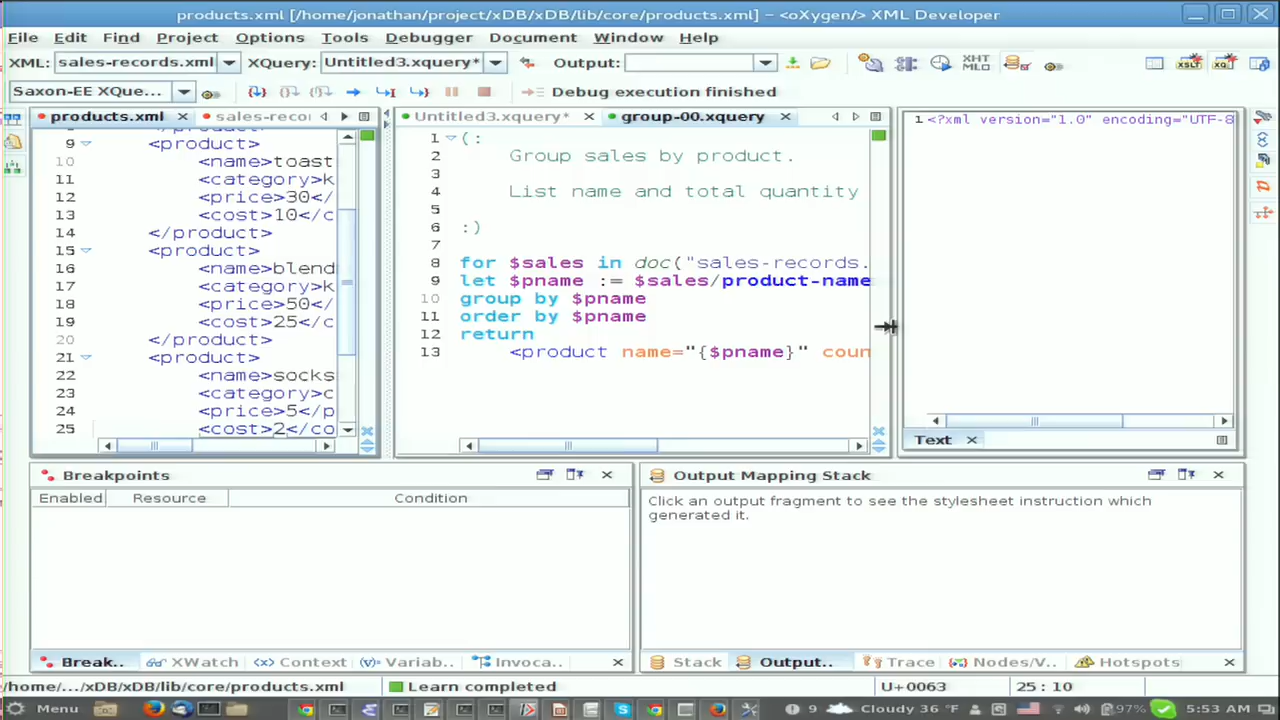 products.xml [/home/jonathan/project/xDB/xDB/lib/core/products.xml] – <oXygen/> XML Developer
File Edit Find Project Options Tools Debugger Document Window Help
XML: sales-records.xml XQuery: Untitled3.xquery* Output:
Saxon-EE XQue... Debug execution finished
products.xml sales-reco
9 <product>
10 <name>toast
11 <category>k
12 <price>30</
13 <cost>10</c
14 </product>
15 <product>
16 <name>blend
17 <category>k
18 <price>50</
19 <cost>25</c
20 </product>
21 <product>
22 <name>socks
23 <category>c
24 <price>5</p
25 <cost>2</co
Untitled3.xquery* group-00.xquery
1 (:
2 Group sales by product.
3
4 List name and total quantity
5
6 :)
7
8 for $sales in doc("sales-records.
9 let $pname := $sales/product-name
10 group by $pname
11 order by $pname
12 return
13 <product name="{$pname}" coun
1 <?xml version="1.0" encoding="UTF-8
Text
Breakpoints
Enabled Resource Condition
Output Mapping Stack
Click an output fragment to see the stylesheet instruction which
generated it.
Break.. XWatch Context Variab.. Invoca..
Stack Output.. Trace Nodes/V.. Hotspots
/home/.../xDB/xDB/lib/core/products.xml Learn completed U+0063 25 : 10
Menu 9 Cloudy 36 °F 97% 5:53 AM